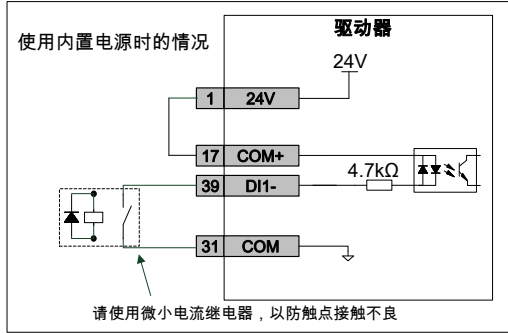 使用内置电源时的情况
驱动器
24V
1 24V
17 COM+
4.7kΩ
39 DI1-
31 COM
请使用微小电流继电器，以防触点接触不良